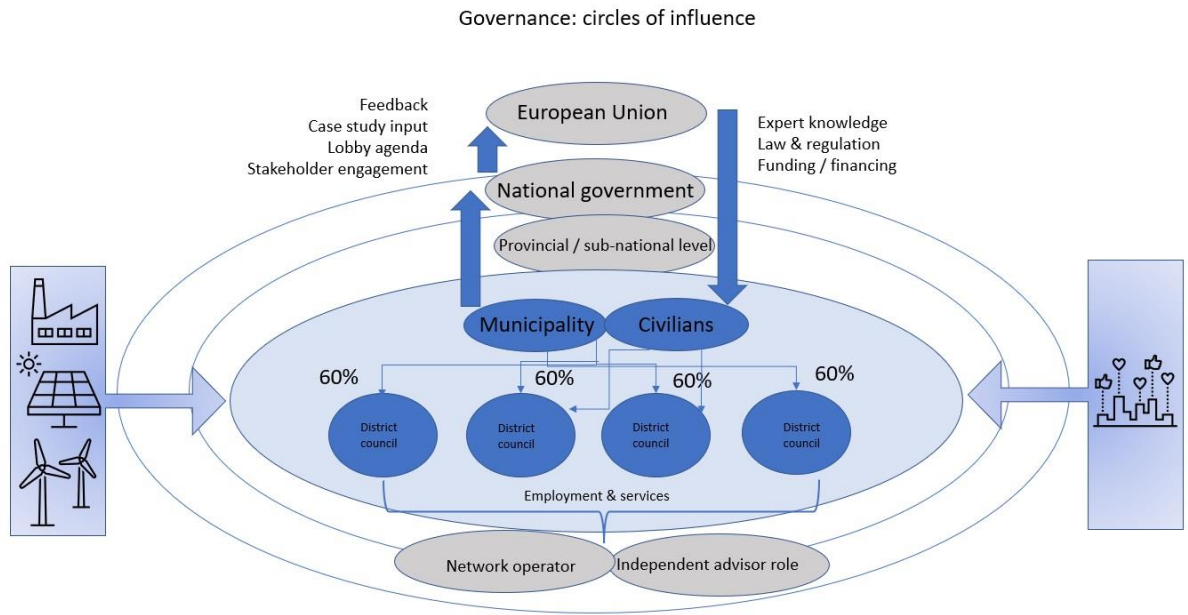 Governance: circles of influence
Feedback
Case study input
Lobby agenda
Stakeholder engagement
European Union
Expert knowledge
Law & regulation
Funding / financing
National government
Provincial / sub-national level
Municipality
Civilians
60%
60%
60%
60%
District
council
District
council
District
council
District
council
Employment & services
Network operator
Independent advisor role